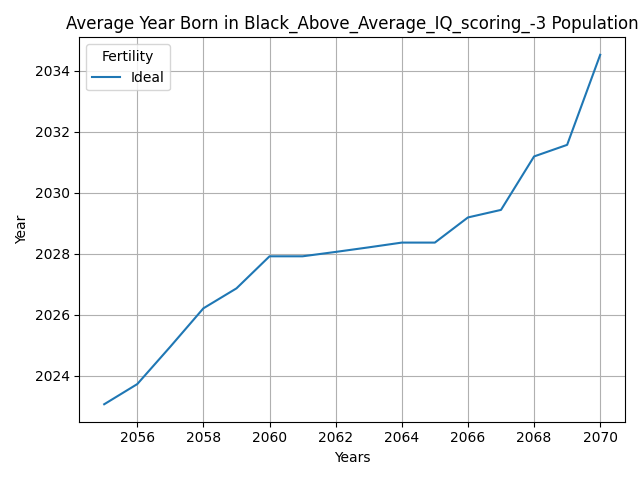 Average Year Born in Black_Above_Average_IQ_scoring_-3 Population
Fertility
Ideal
2034
2032
2030
2028
2026
2024
Year
2056 2058 2060 2062 2064 2066 2068 2070
Years